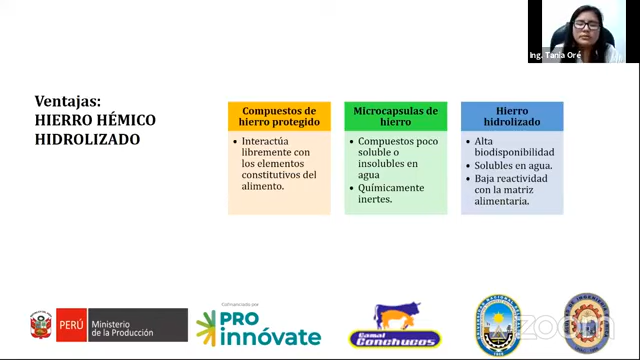 Ing. Tania Oré
Ventajas:
HIERRO HÉMICO
HIDROLIZADO
Compuestos de
hierro protegido
• Interactúa
libremente con
los elementos
constitutivos del
alimento.
Microcapsulas de
hierro
• Compuestos poco
soluble o
insolubles en
agua
• Químicamente
inertes.
Hierro
hidrolizado
• Alta
biodisponibilidad
• Solubles en agua.
• Baja reactividad
con la matriz
alimentaria.
PERÚ
Ministerio
de la Producción
Cofinanciado por:
PRO
innóvate
Camal
Conchucos
zoom